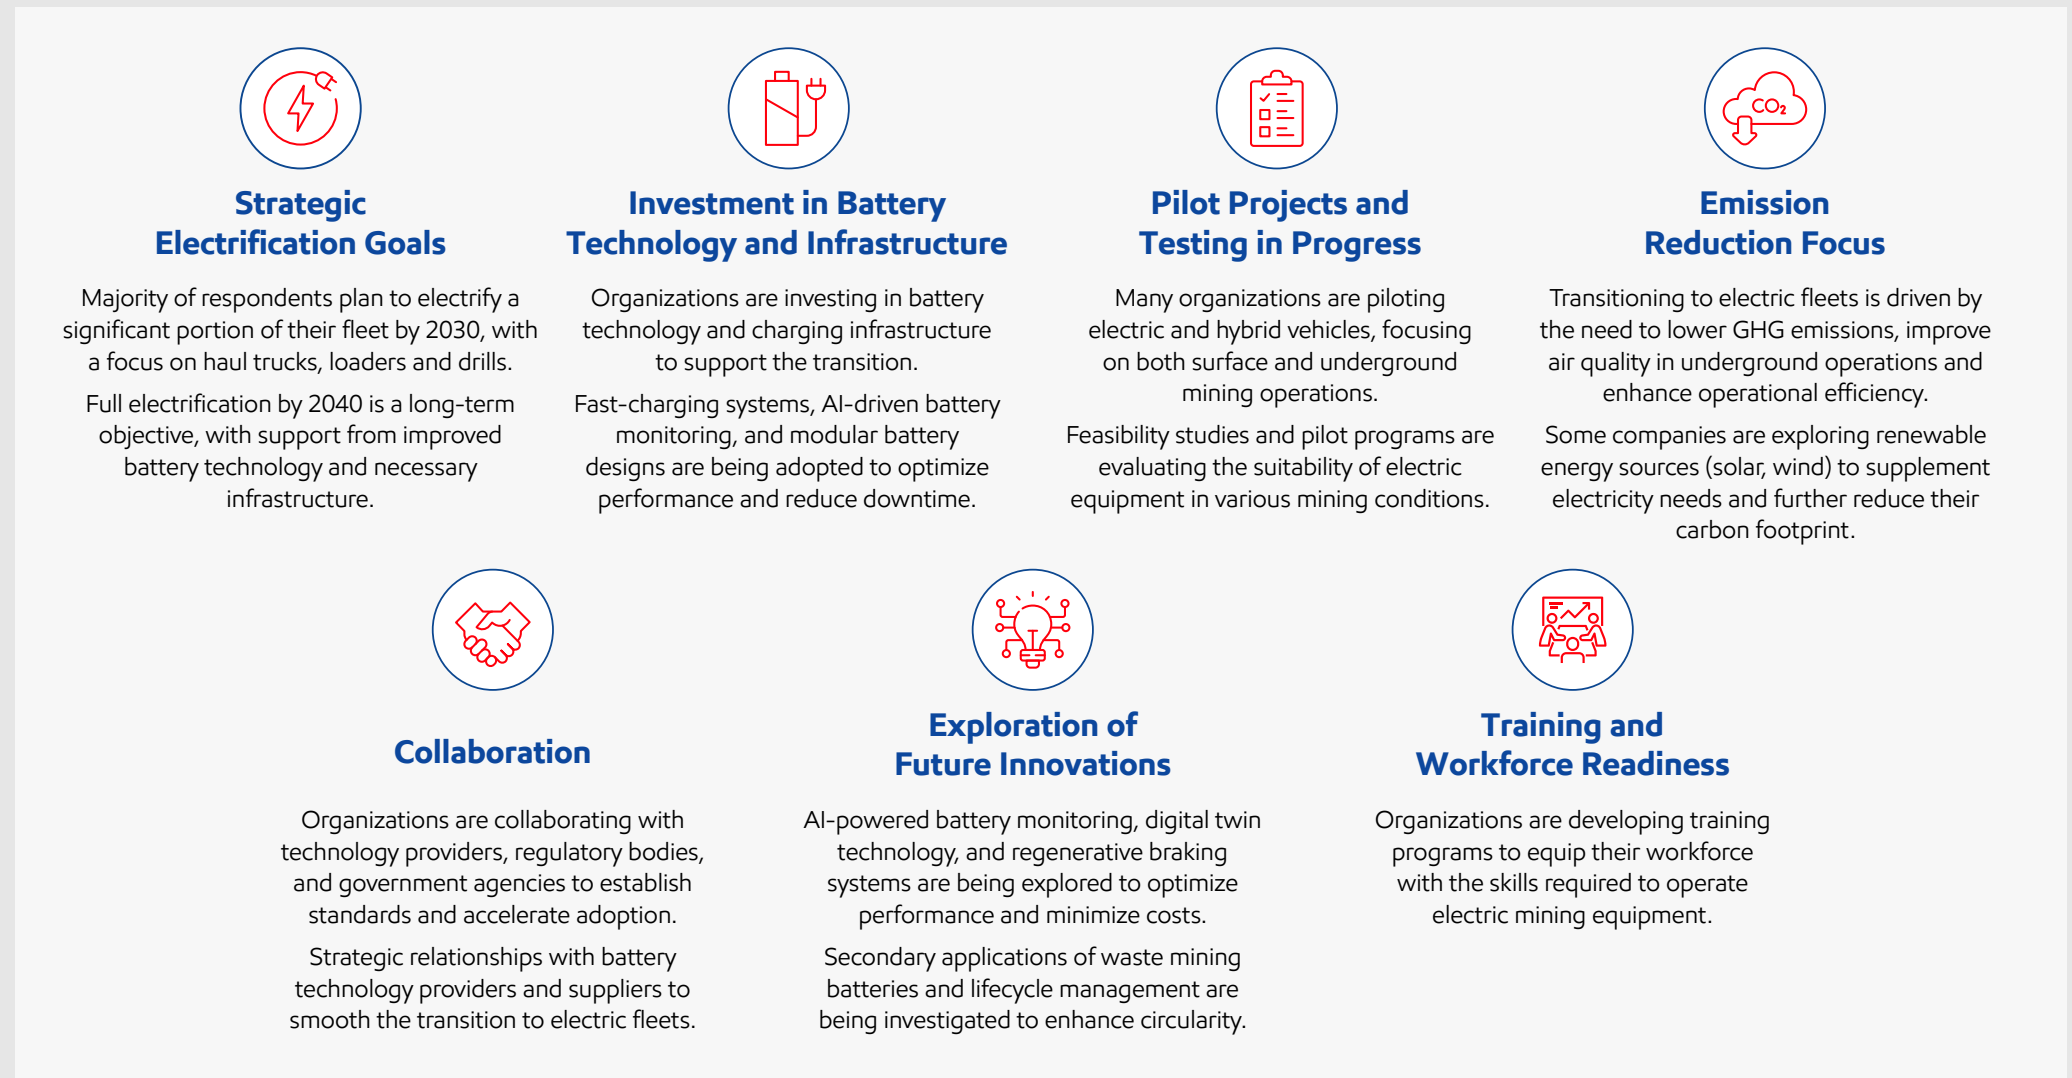 Strategic
Electrification Goals
Majority of respondents plan to electrify a
significant portion of their fleet by 2030, with
a focus on haul trucks, loaders and drills.
Full electrification by 2040 is a long-term
objective, with support from improved
battery technology and necessary
infrastructure.
Investment in Battery
Technology and Infrastructure
Organizations are investing in battery
technology and charging infrastructure
to support the transition.
Fast-charging systems, AI-driven battery
monitoring, and modular battery
designs are being adopted to optimize
performance and reduce downtime.
Pilot Projects and
Testing in Progress
Many organizations are piloting
electric and hybrid vehicles, focusing
on both surface and underground
mining operations.
Feasibility studies and pilot programs are
evaluating the suitability of electric
equipment in various mining conditions.
CO₂
Emission
Reduction Focus
Transitioning to electric fleets is driven by
the need to lower GHG emissions, improve
air quality in underground operations and
enhance operational efficiency.
Some companies are exploring renewable
energy sources (solar, wind) to supplement
electricity needs and further reduce their
carbon footprint.
Collaboration
Organizations are collaborating with
technology providers, regulatory bodies,
and government agencies to establish
standards and accelerate adoption.
Strategic relationships with battery
technology providers and suppliers to
smooth the transition to electric fleets.
Exploration of
Future Innovations
AI-powered battery monitoring, digital twin
technology, and regenerative braking
systems are being explored to optimize
performance and minimize costs.
Secondary applications of waste mining
batteries and lifecycle management are
being investigated to enhance circularity.
Training and
Workforce Readiness
Organizations are developing training
programs to equip their workforce
with the skills required to operate
electric mining equipment.